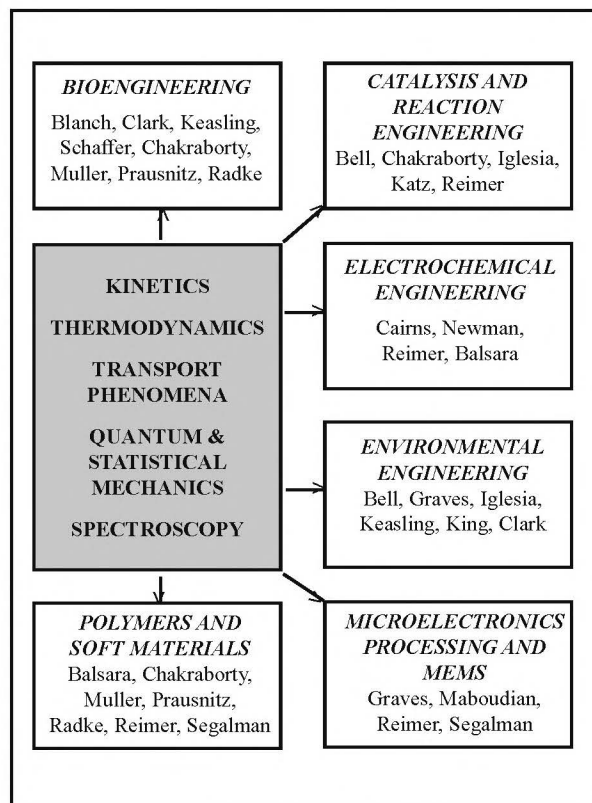 BIOENGINEERING
Blanch, Clark, Keasling,
Schaffer, Chakraborty,
Muller, Prausnitz, Radke
CATALYSIS AND
REACTION
ENGINEERING
Bell, Chakraborty, Iglesia,
Katz, Reimer
KINETICS
THERMODYNAMICS
TRANSPORT
PHENOMENA
QUANTUM &
STATISTICAL
MECHANICS
SPECTROSCOPY
ELECTROCHEMICAL
ENGINEERING
Cairns, Newman,
Reimer, Balsara
ENVIRONMENTAL
ENGINEERING
Bell, Graves, Iglesia,
Keasling, King, Clark
POLYMERS AND
SOFT MATERIALS
Balsara, Chakraborty,
Muller, Prausnitz,
Radke, Reimer, Segalman
MICROELECTRONICS
PROCESSING AND
MEMS
Graves, Maboudian,
Reimer, Segalman